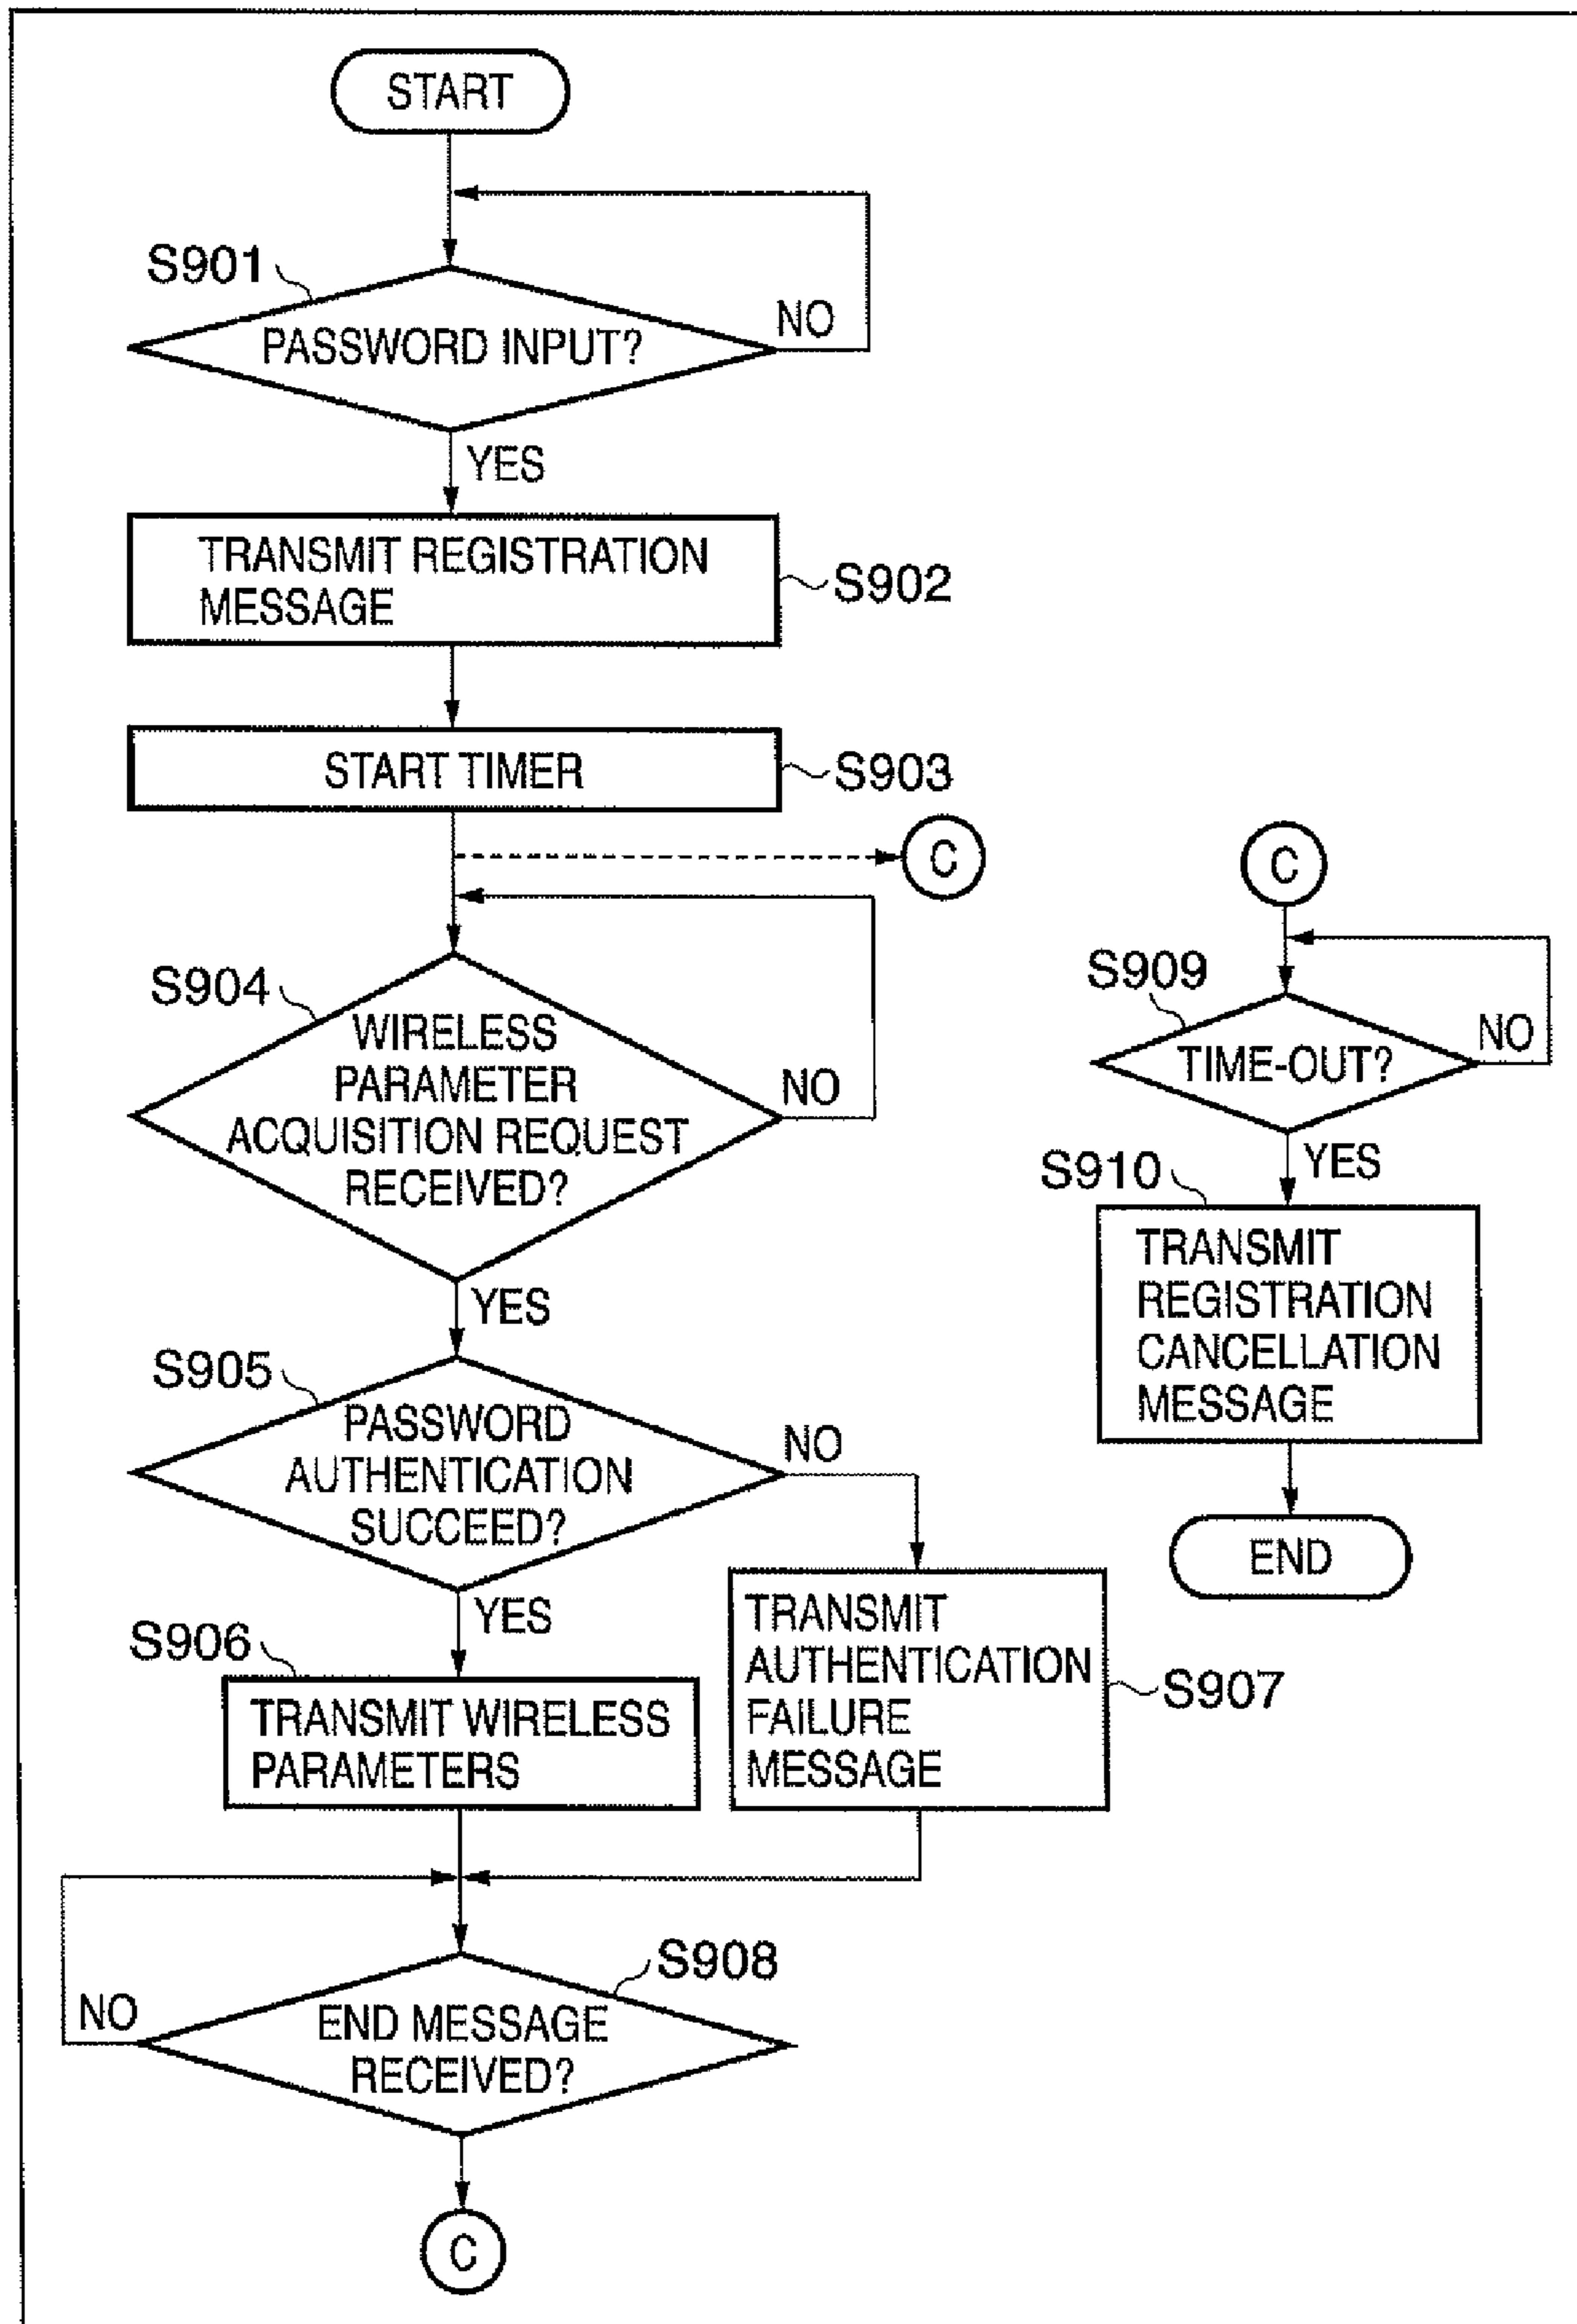 START
S901
PASSWORD INPUT?
NO
YES
TRANSMIT REGISTRATION
MESSAGE
S902
START TIMER
S903
C
S904
WIRELESS
PARAMETER
ACQUISITION REQUEST
RECEIVED?
NO
YES
S905
PASSWORD
AUTHENTICATION
SUCCEED?
NO
YES
S906
TRANSMIT WIRELESS
PARAMETERS
TRANSMIT
AUTHENTICATION
FAILURE
MESSAGE
S907
S908
END MESSAGE
RECEIVED?
NO
C
C
S909
TIME-OUT?
NO
YES
S910
TRANSMIT
REGISTRATION
CANCELLATION
MESSAGE
END